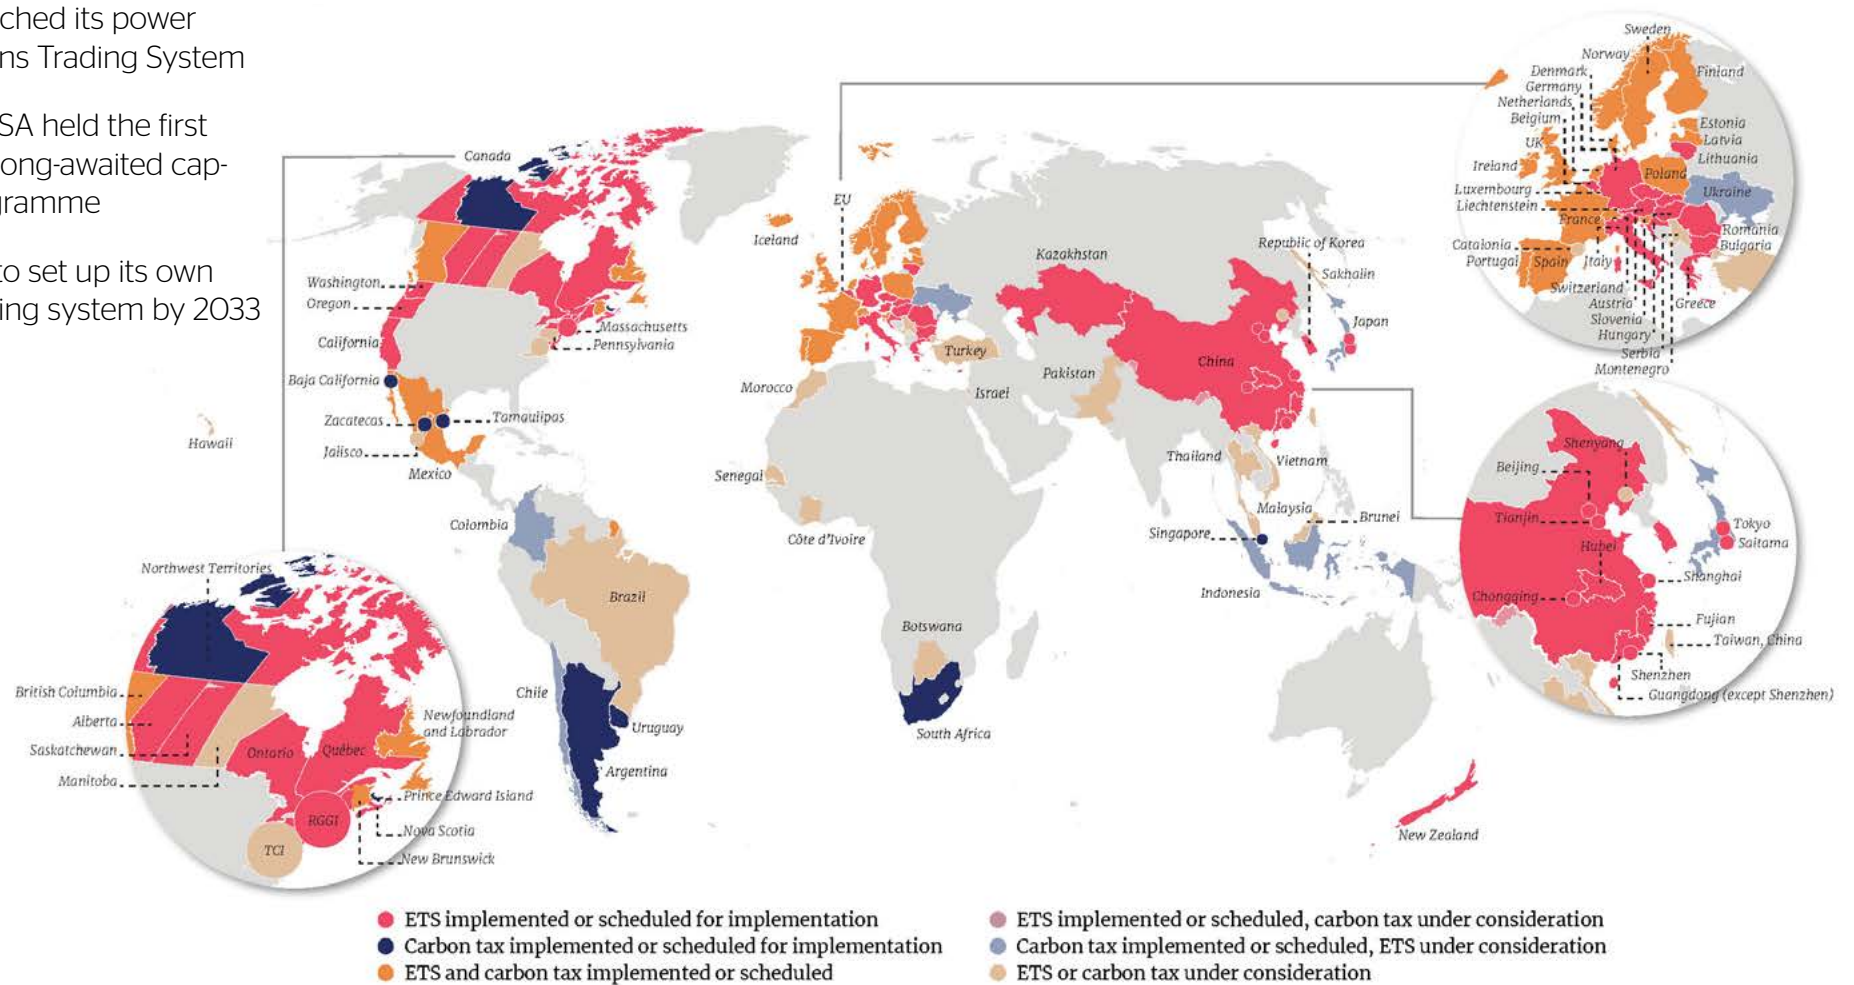 ched its power
ns Trading System
SA held the first
ong-awaited cap-
gramme
to set up its own
ing system by 2033
Canada
Washington
Oregon
California
Baja California
Zacatecas
Jalisco
Mexico
Tamaulipas
Massachusetts
Pennsylvania
Hawaii
Colombia
Brazil
Chile
Uruguay
Argentina
Iceland
EU
Morocco
Senegal
Côte d'Ivoire
Botswana
South Africa
Turkey
Israel
Kazakhstan
Pakistan
China
Republic of Korea
Sakhalin
Japan
Thailand
Vietnam
Malaysia
Brunei
Singapore
Indonesia
New Zealand
Sweden
Norway
Denmark
Germany
Netherlands
Belgium
UK
Ireland
Luxembourg
Liechtenstein
France
Catalonia
Portugal
Spain
Italy
Switzerland
Austria
Slovenia
Hungary
Serbia
Montenegro
Greece
Finland
Estonia
Latvia
Lithuania
Poland
Ukraine
Romania
Bulgaria
Shenyang
Beijing
Tianjin
Hubei
Chongqing
Tokyo
Saitama
Shanghai
Fujian
Taiwan, China
Shenzhen
Guangdong (except Shenzhen)
Northwest Territories
British Columbia
Alberta
Saskatchewan
Manitoba
Ontario
Québec
Newfoundland
and Labrador
Prince Edward Island
Nova Scotia
New Brunswick
RGGI
TCI
ETS implemented or scheduled for implementation
Carbon tax implemented or scheduled for implementation
ETS and carbon tax implemented or scheduled
ETS implemented or scheduled, carbon tax under consideration
Carbon tax implemented or scheduled, ETS under consideration
ETS or carbon tax under consideration